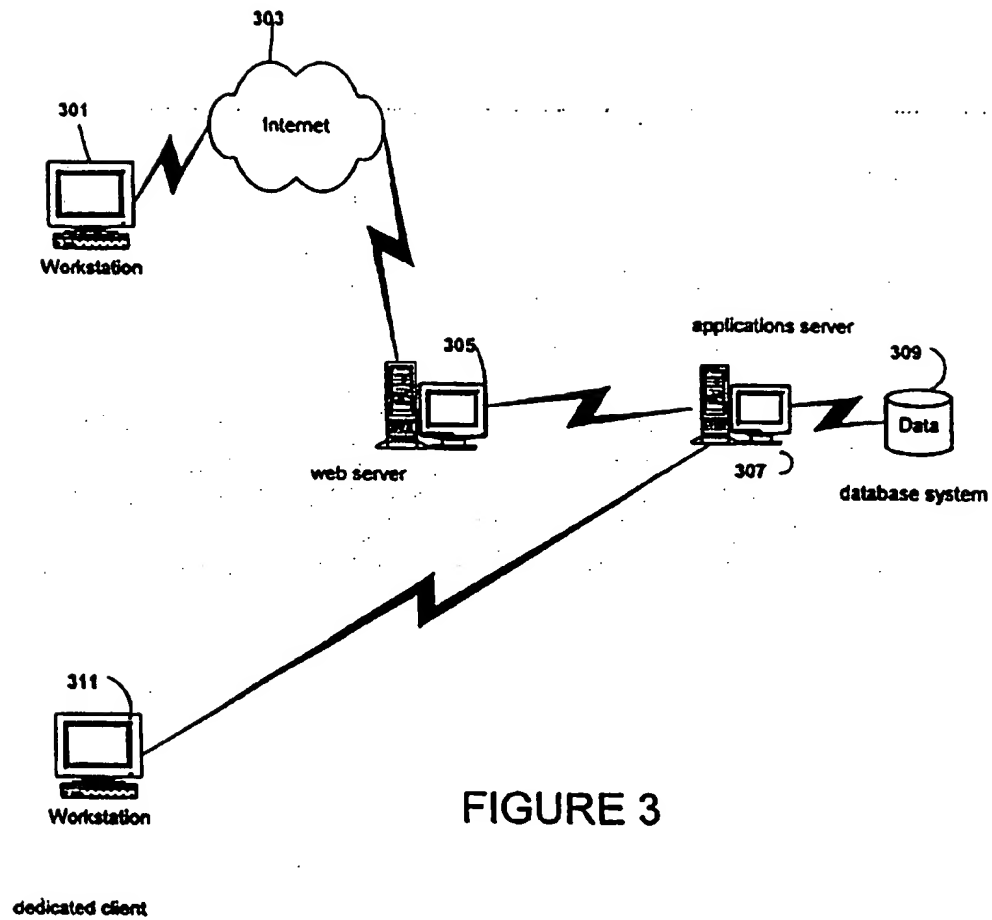 303
301
Internet
Workstation
applications server
305
309
Data
web server
307
database system
311
Workstation
FIGURE 3
dedicated client